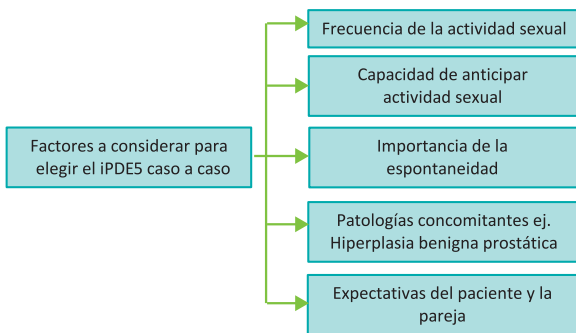 Frecuencia de la actividad sexual
Capacidad de anticipar
actividad sexual
Factores a considerar para
elegir el iPDE5 caso a caso
Importancia de la
espontaneidad
Patologías concomitantes ej.
Hiperplasia benigna prostática
Expectativas del paciente y la
pareja